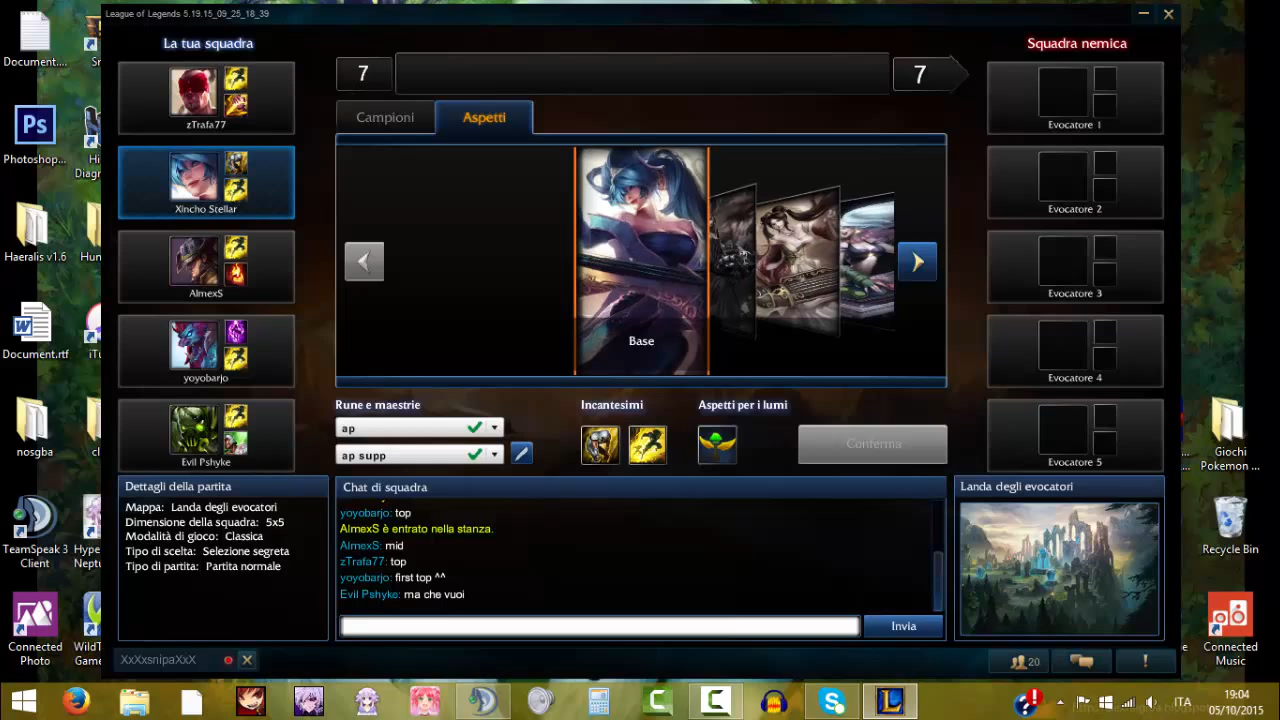 League of Legends 5.19.15_09_25_18_39
La tua squadra
Squadra nemica
7
7
Campioni
Aspetti
zTrafa77
Xincho Stellar
AlmexS
yoyobarjo
Evil Pshyke
Base
Evocatore 1
Evocatore 2
Evocatore 3
Evocatore 4
Evocatore 5
Rune e maestrie
ap
ap supp
Incantesimi
Aspetti per i lumi
Conferma
Dettagli della partita
Mappa: Landa degli evocatori
Dimensione della squadra: 5x5
Modalità di gioco: Classica
Tipo di scelta: Selezione segreta
Tipo di partita: Partita normale
Chat di squadra
yoyobarjo: top
AlmexS è entrato nella stanza.
AlmexS: mid
zTrafa77: top
yoyobarjo: first top ^^
Evil Pshyke: ma che vuoi
Invia
Landa degli evocatori
XxXxsnipaXxX
20
Document....
Ps
Photoshop...
Haeralis v1.6
Document.rtf
nosgba
TeamSpeak 3
Client
Connected
Photo
Giochi
Pokemon ...
Recycle Bin
Connected
Music
ITA
19:04
05/10/2015